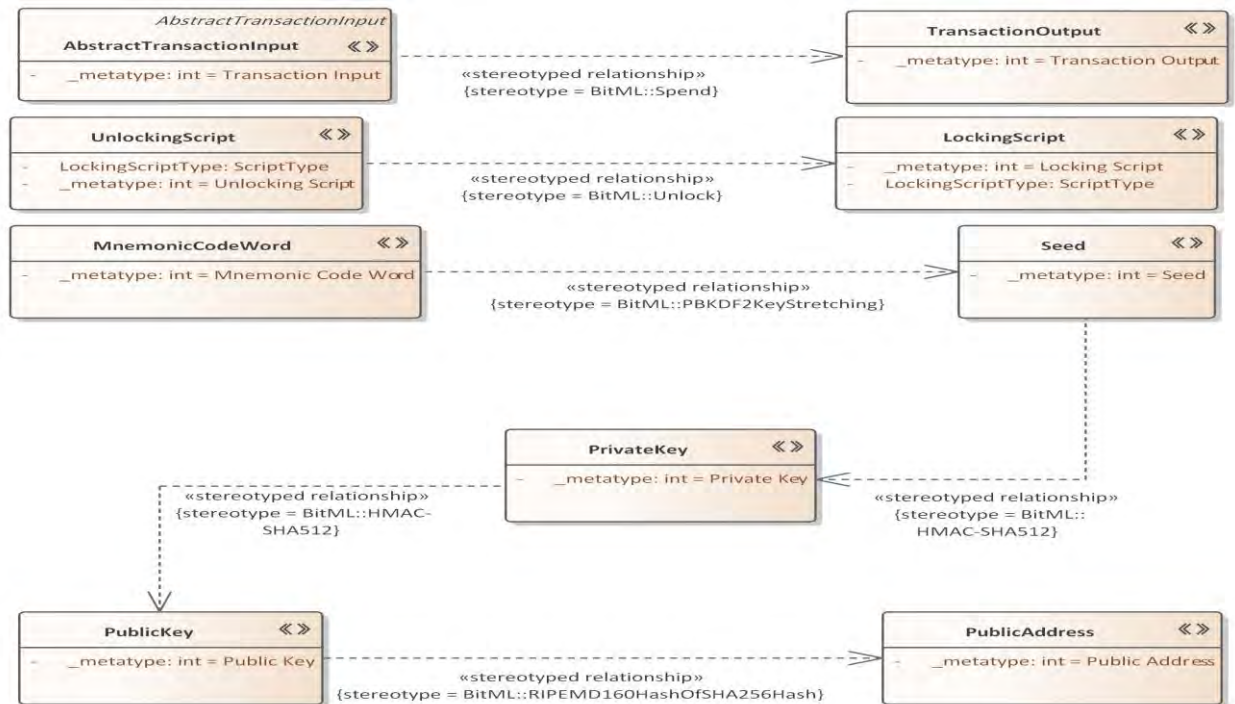 AbstractTransactionInput
AbstractTransactionInput «»
- _metatype: int = Transaction Input
«stereotyped relationship»
{stereotype = BitML::Spend}
TransactionOutput «»
- _metatype: int = Transaction Output
UnlockingScript «»
- LockingScriptType: ScriptType
- _metatype: int = Unlocking Script
«stereotyped relationship»
{stereotype = BitML::Unlock}
LockingScript «»
- _metatype: int = Locking Script
- LockingScriptType: ScriptType
MnemonicCodeWord «»
- _metatype: int = Mnemonic Code Word
«stereotyped relationship»
{stereotype = BitML::PBKDF2KeyStretching}
Seed «»
- _metatype: int = Seed
PrivateKey «»
- _metatype: int = Private Key
«stereotyped relationship»
{stereotype = BitML::HMAC-
SHA512}
«stereotyped relationship»
{stereotype = BitML::
HMAC-SHA512}
PublicKey «»
- _metatype: int = Public Key
«stereotyped relationship»
{stereotype = BitML::RIPEMD160HashOfSHA256Hash}
PublicAddress «»
- _metatype: int = Public Address